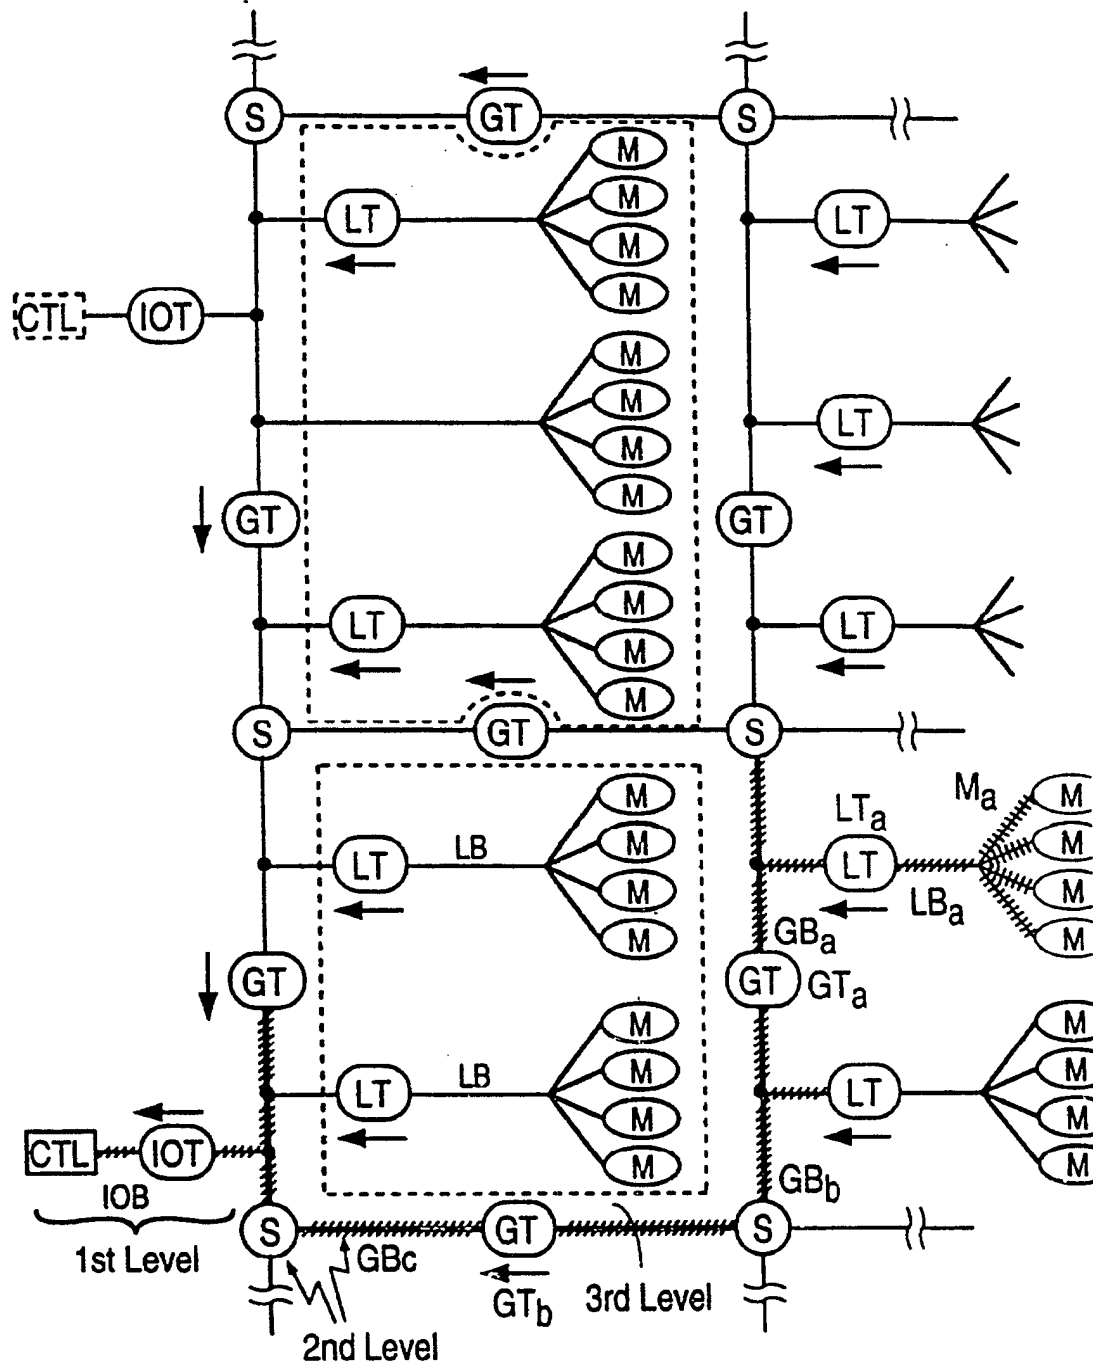 S GT S
M
LT M LT
M
M
CTL IOT
M
M LT
M
GT M GT
M
LT M LT
M
M
S GT S
M M
LTa Ma
LT LB M LT M
M LBa M
M GBa M
GT GT GTa
M M
LT LB M LT M
M M
CTL IOT M M
IOB GBb
S GT S
1st Level GBc
GTb 3rd Level
2nd Level